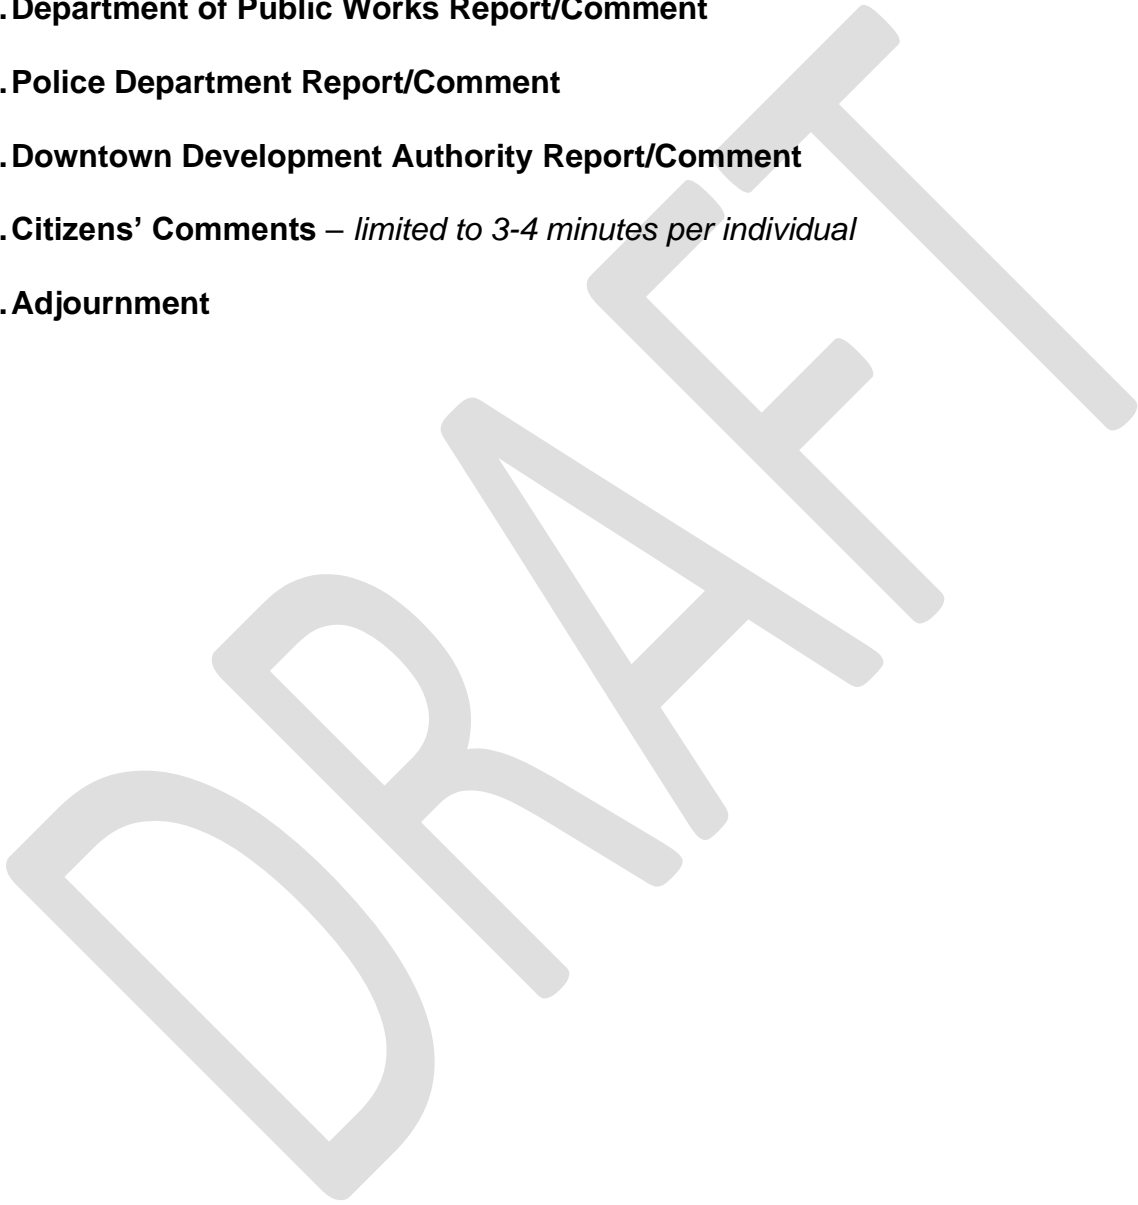 .Department of Public Works Report/Comment
.Police Department Report/Comment
.Downtown Development Authority Report/Comment
.Citizens’ Comments – limited to 3-4 minutes per individual
.Adjournment
DRAFT